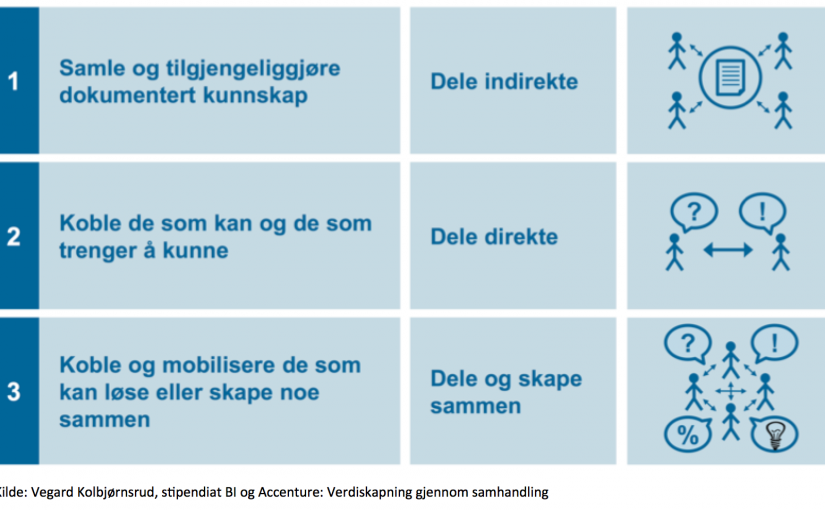 1
Samle og tilgjengeliggjøre
dokumentert kunnskap
Dele indirekte
2
Koble de som kan og de som
trenger å kunne
Dele direkte
?
!
3
Koble og mobilisere de som
kan løse eller skape noe
sammen
Dele og skape
sammen
?
!
%
Kilde: Vegard Kolbjørnsrud, stipendiat BI og Accenture: Verdiskapning gjennom samhandling